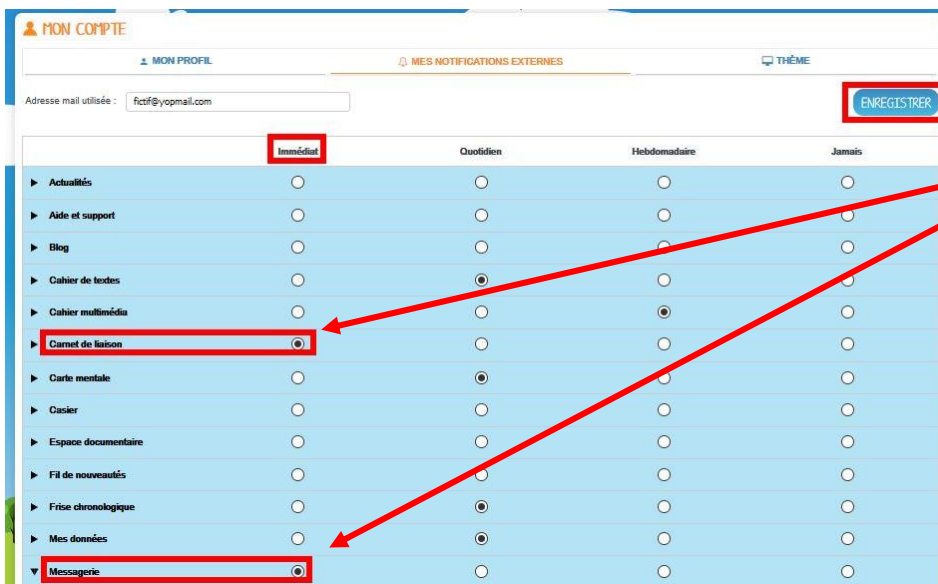 MON COMPTE
MON PROFIL MES NOTIFICATIONS EXTERNES THÈME
Adresse mail utilisée : fictif@yopmail.com ENREGISTRER
Immédiat Quotidien Hebdomadaire Jamais
Actualités
Aide et support
Blog
Cahier de textes
Cahier multimédia
Carnet de liaison
Carte mentale
Casier
Espace documentaire
Fil de nouveautés
Frise chronologique
Mes données
Messagerie